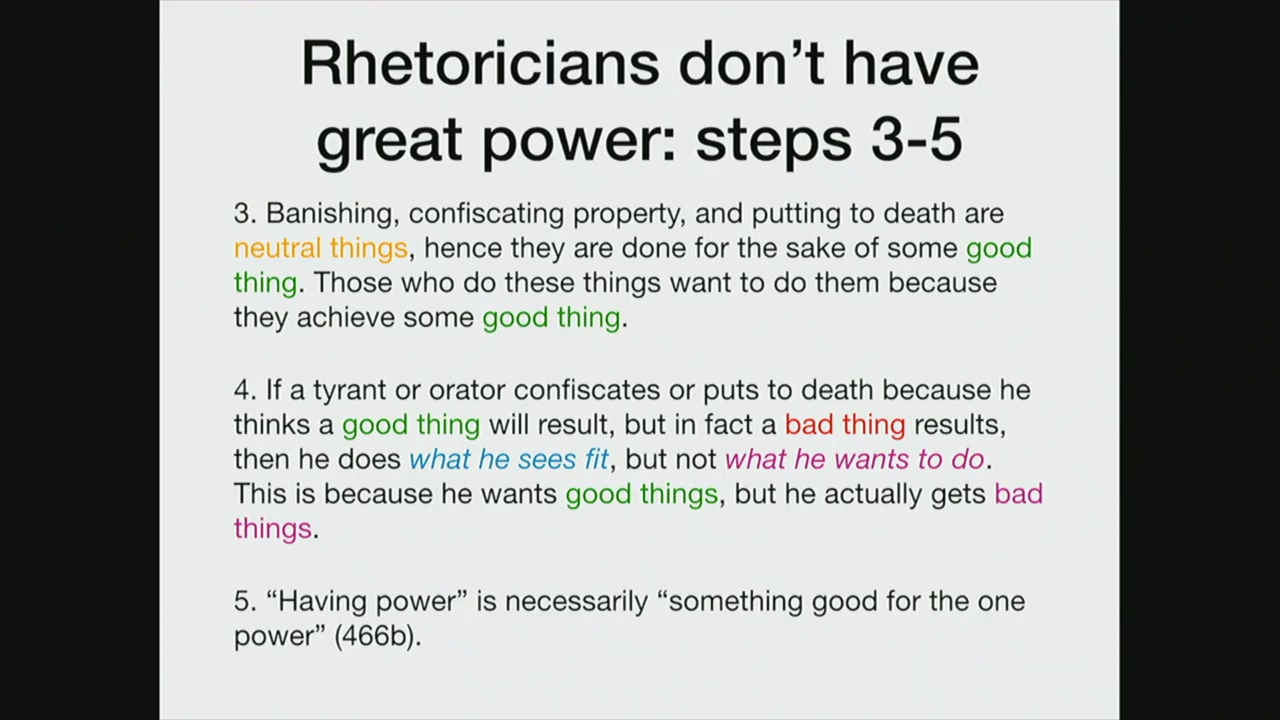 Rhetoricians don’t have
great power: steps 3-5
3. Banishing, confiscating property, and putting to death are
neutral things, hence they are done for the sake of some good
thing. Those who do these things want to do them because
they achieve some good thing.
4. If a tyrant or orator confiscates or puts to death because he
thinks a good thing will result, but in fact a bad thing results,
then he does what he sees fit, but not what he wants to do.
This is because he wants good things, but he actually gets bad
things.
5. “Having power” is necessarily “something good for the one
power” (466b).